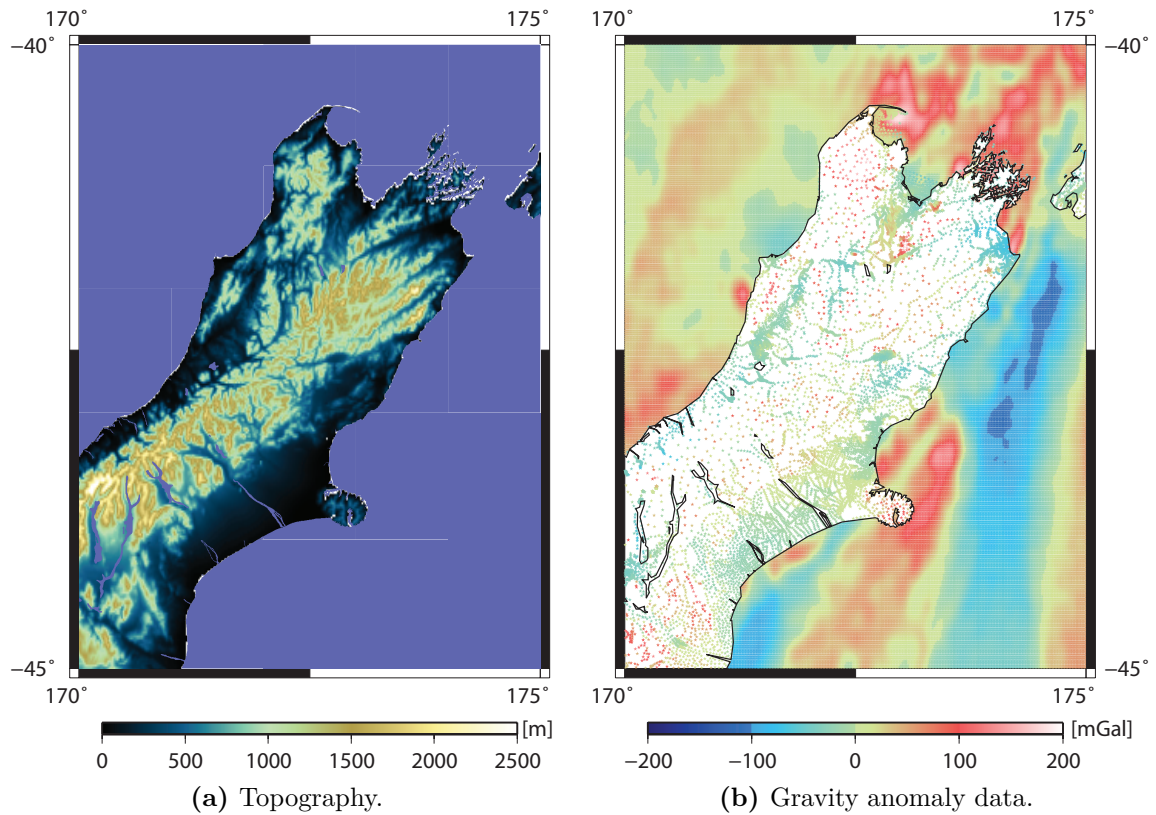 170˚ 175˚ 170˚ 175˚
−40˚ −40˚
−45˚ −45˚
170˚ 175˚ 170˚ 175˚
[m] [mGal]
0 500 1000 1500 2000 2500 −200 −100 0 100 200
(a) Topography. (b) Gravity anomaly data.